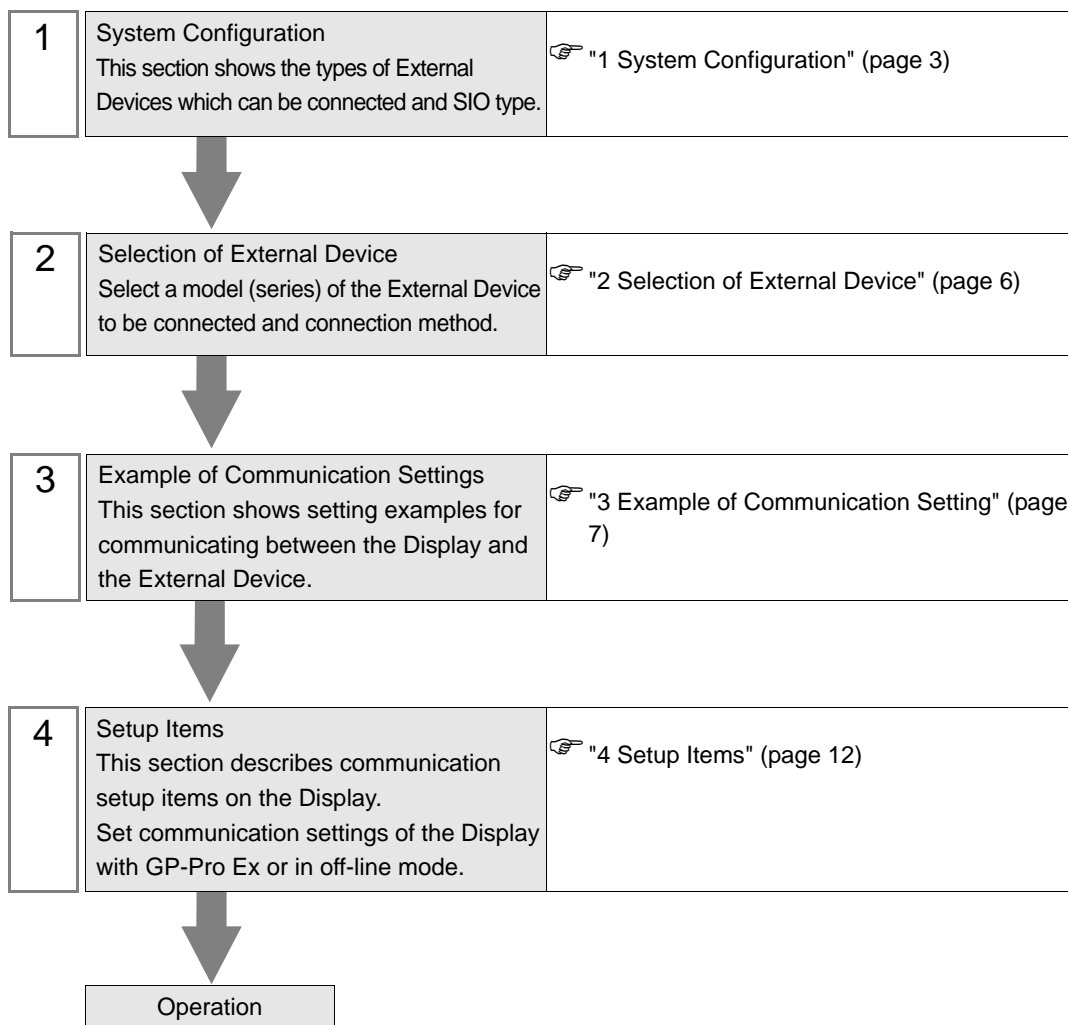 1
System Configuration
This section shows the types of External
Devices which can be connected and SIO type.
"1 System Configuration" (page 3)
2
Selection of External Device
Select a model (series) of the External Device
to be connected and connection method.
"2 Selection of External Device" (page 6)
3
Example of Communication Settings
This section shows setting examples for
communicating between the Display and
the External Device.
"3 Example of Communication Setting" (page
7)
4
Setup Items
This section describes communication
setup items on the Display.
Set communication settings of the Display
with GP-Pro Ex or in off-line mode.
"4 Setup Items" (page 12)
Operation